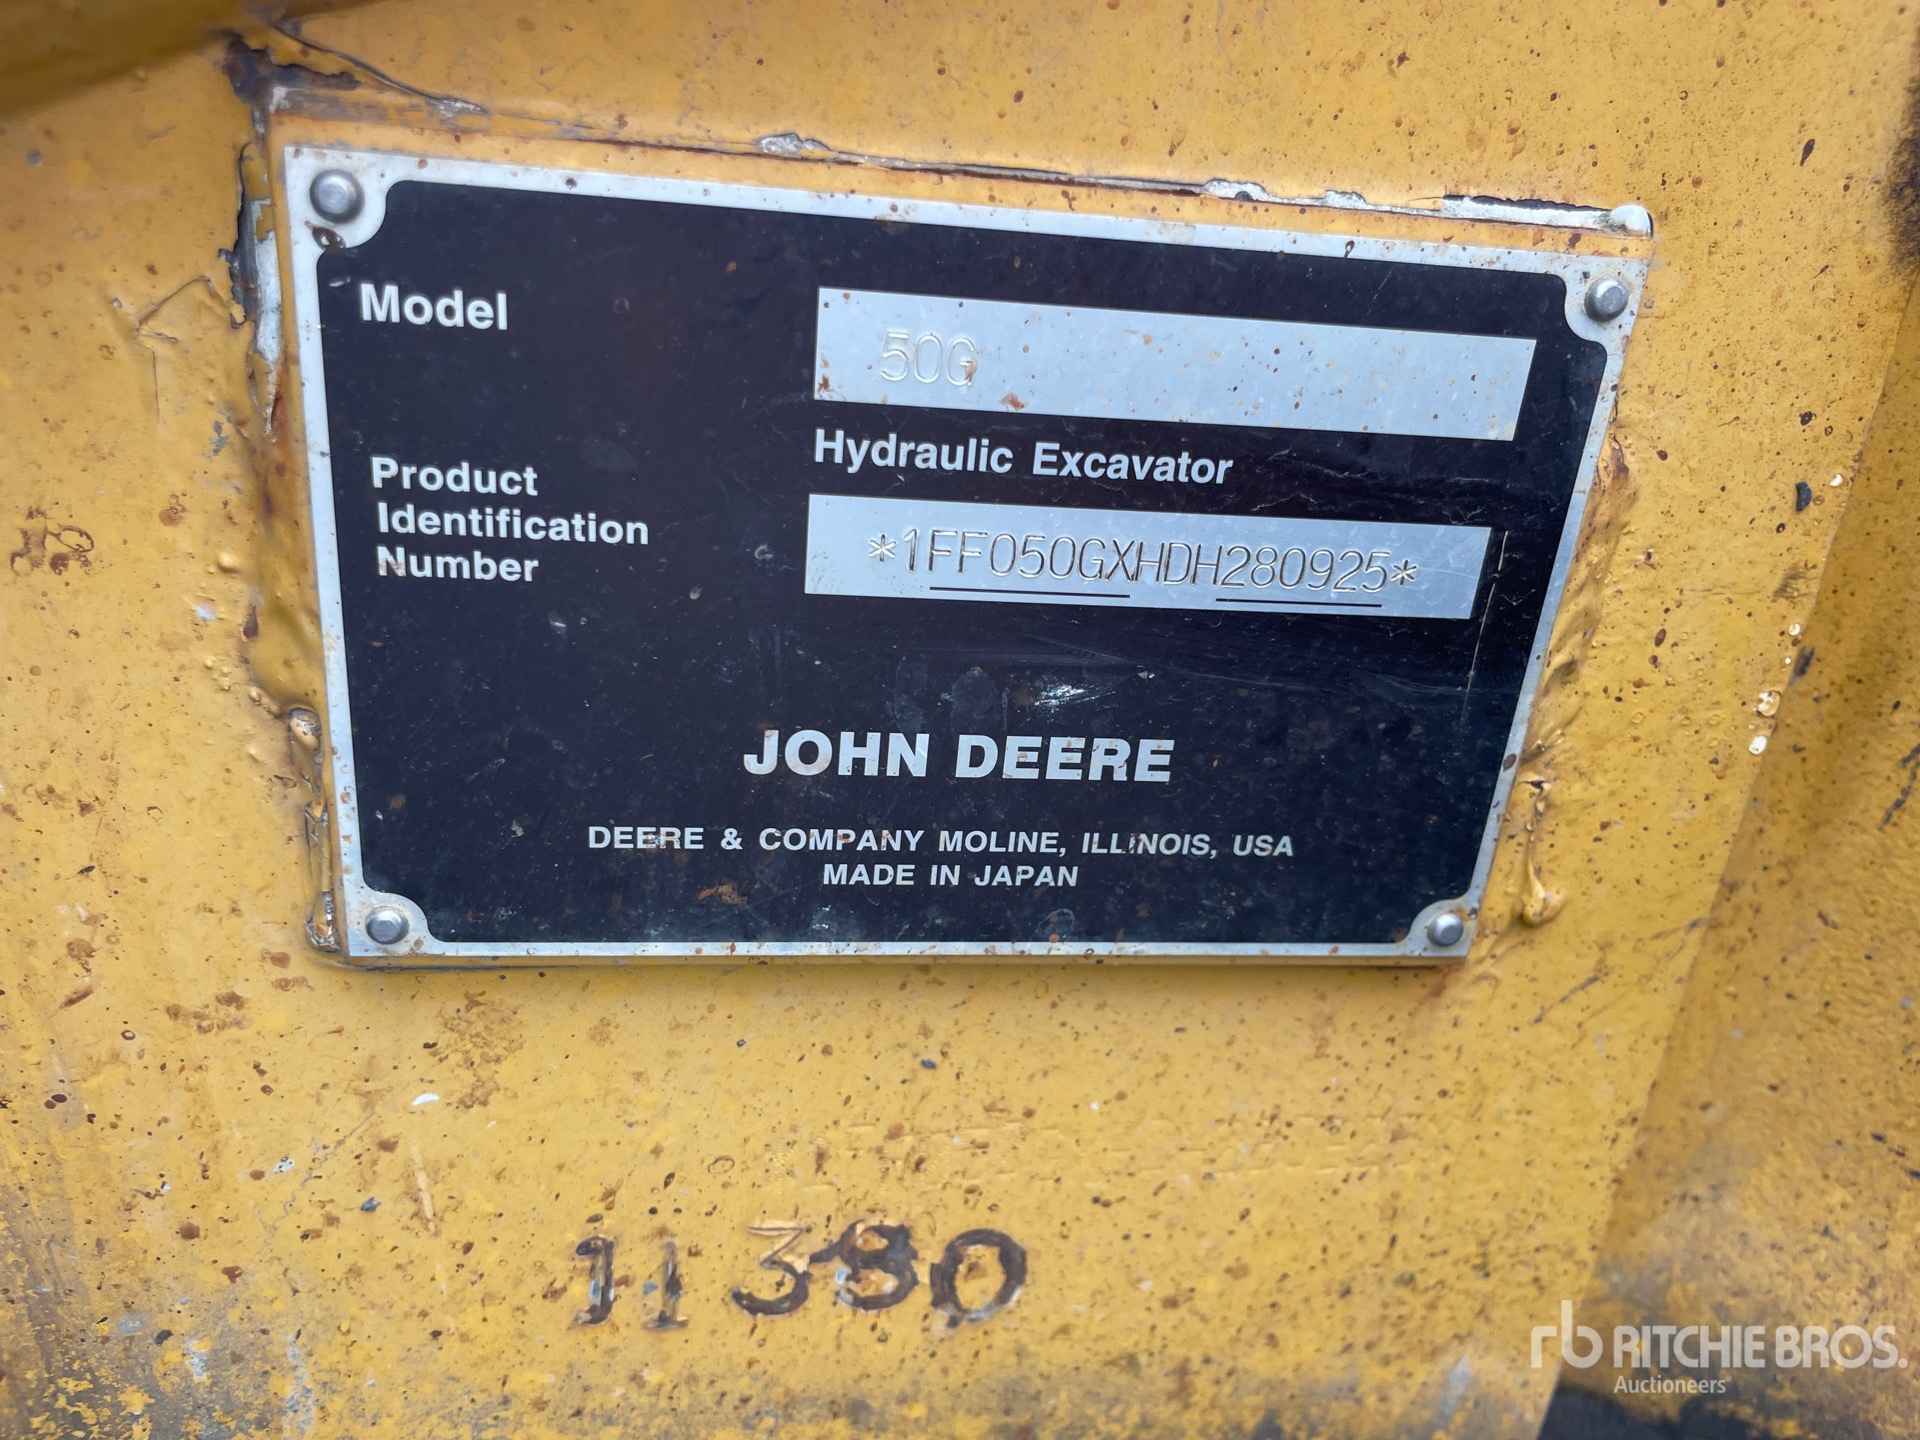 Model 50G
Hydraulic Excavator
Product
Identification
Number
*1FF050GXHDH280925*
JOHN DEERE
DEERE & COMPANY MOLINE, ILLINOIS, USA
MADE IN JAPAN
11380
rb RITCHIE BROS.
Auctioneers